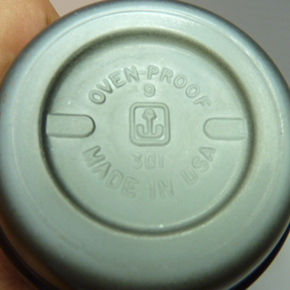 OVEN-PROOF
9
301
MADE IN USA